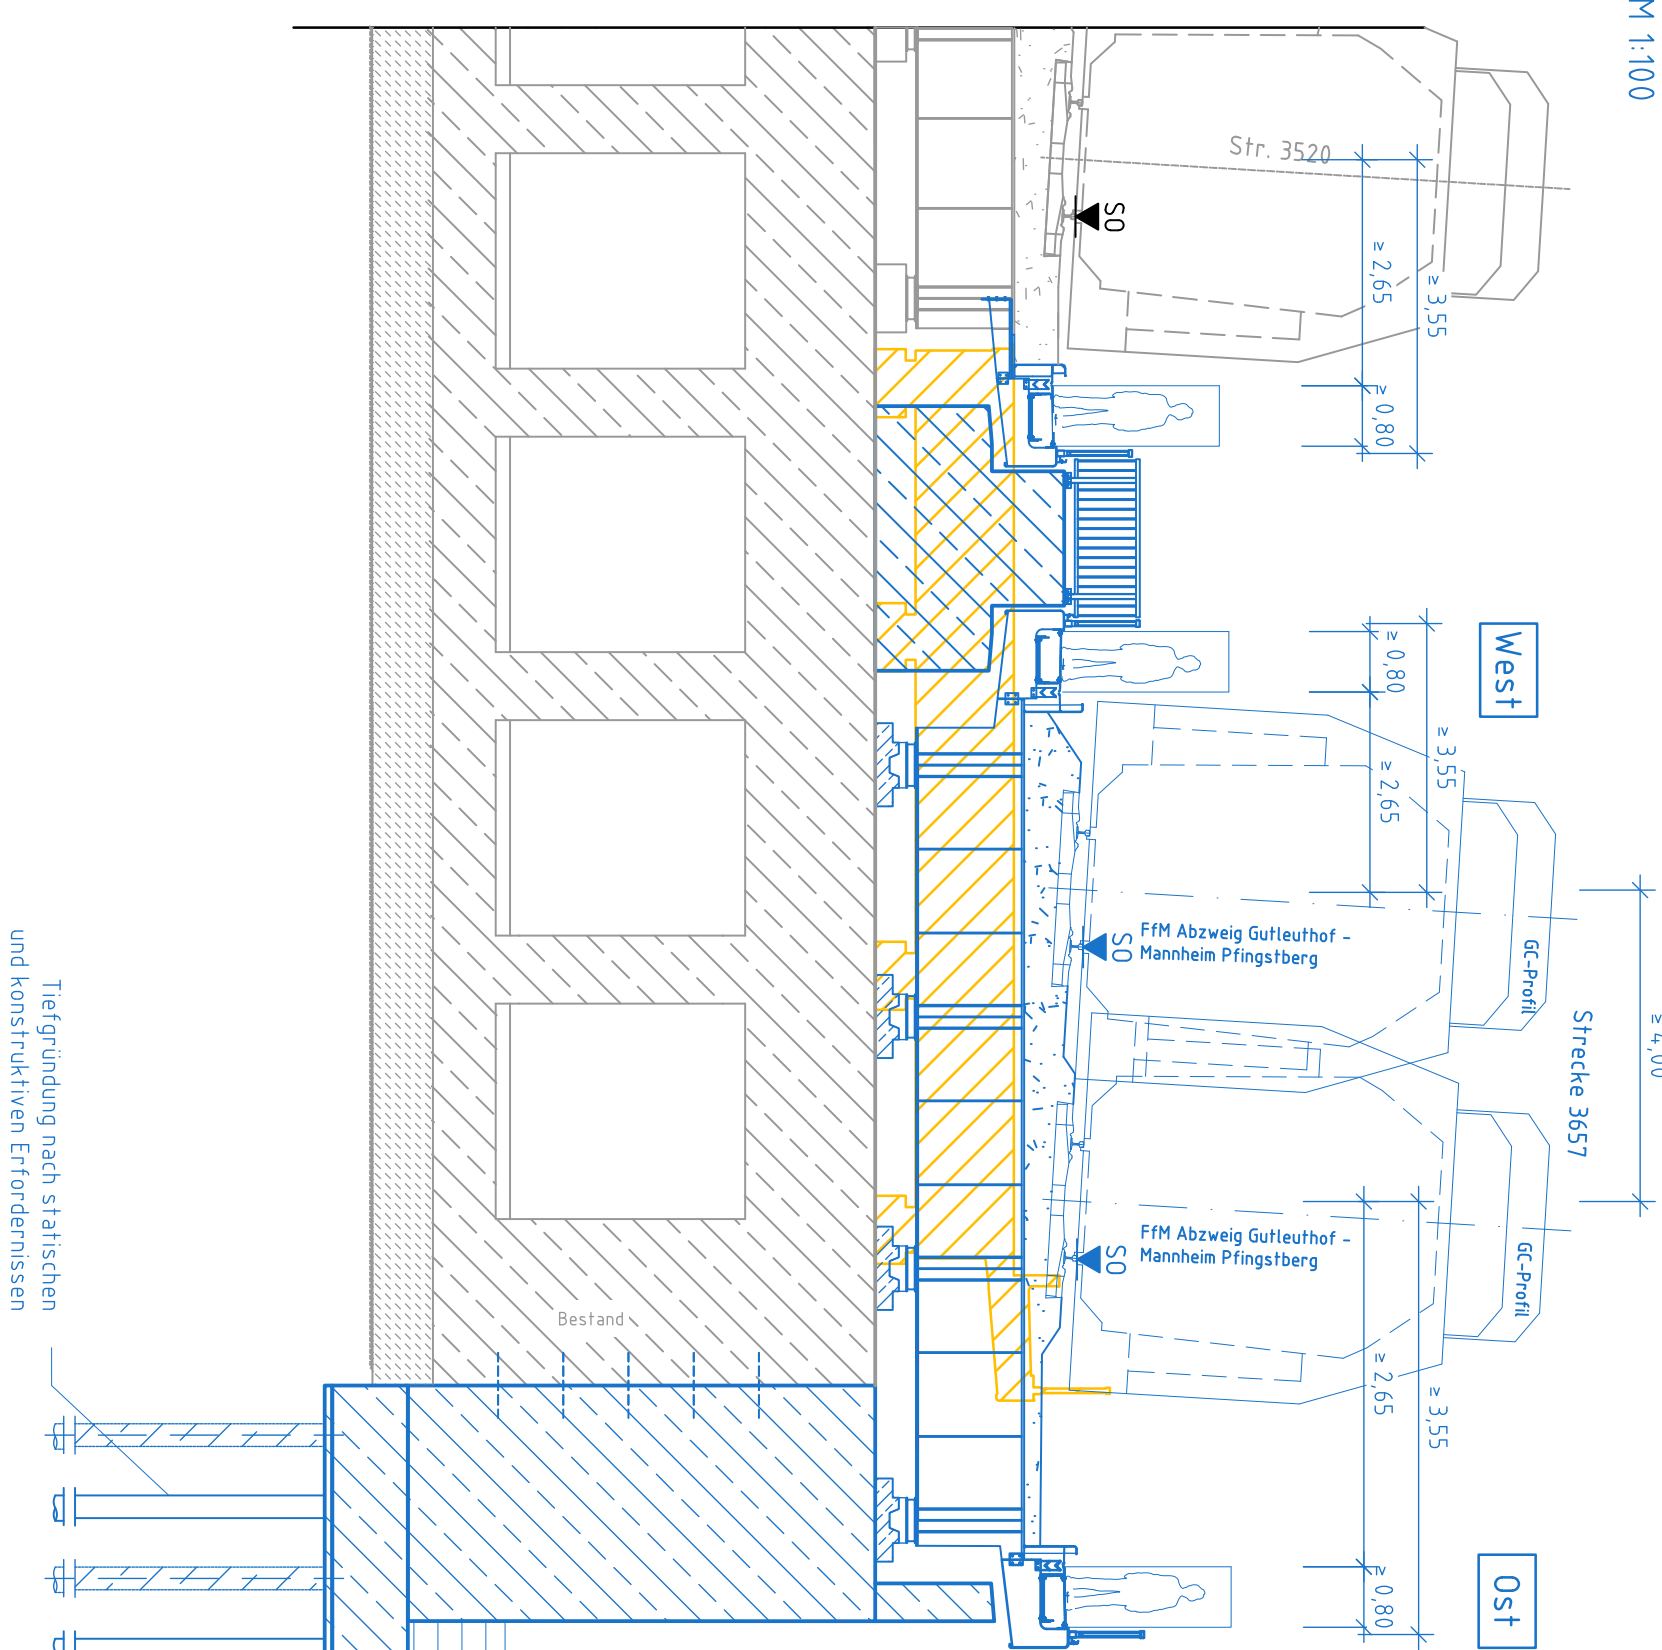 M 1:100
Str. 3520
SO
≥ 2,65
≥ 3,55
≥ 0,80
West
≥ 0,80
≥ 3,55
≥ 2,65
FfM Abzweig Gutleuthof -
Mannheim Pfingstberg
SO
GC-Profil
Strecke 3657
≥ 4,00
FfM Abzweig Gutleuthof -
Mannheim Pfingstberg
SO
GC-Profil
≥ 2,65
≥ 3,55
≥ 0,80
Ost
Bestand
Tiefgründung nach statischen
und konstruktiven Erfordernissen